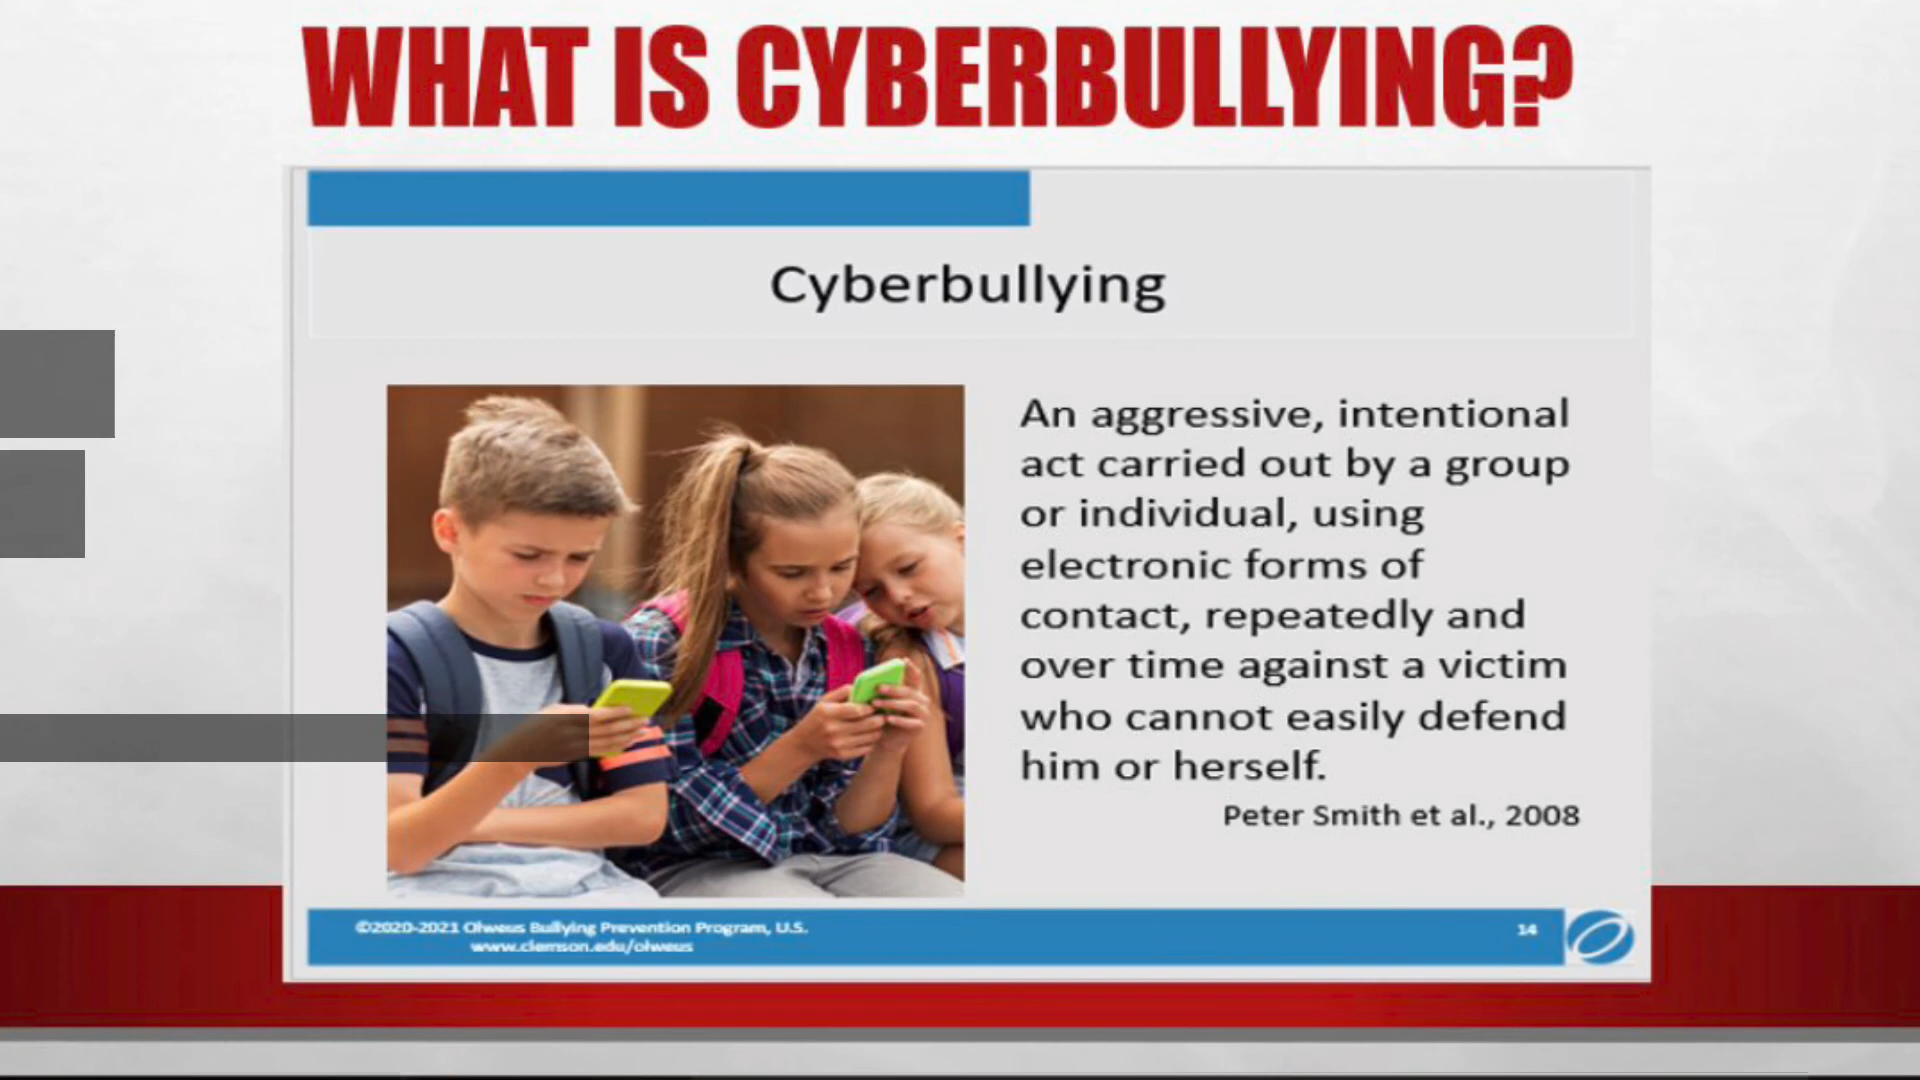 WHAT IS CYBERBULLYING?
Cyberbullying
An aggressive, intentional
act carried out by a group
or individual, using
electronic forms of
contact, repeatedly and
over time against a victim
who cannot easily defend
him or herself.
Peter Smith et al., 2008
©2020-2021 Olweus Bullying Prevention Program, U.S.
www.clemson.edu/olweus
14